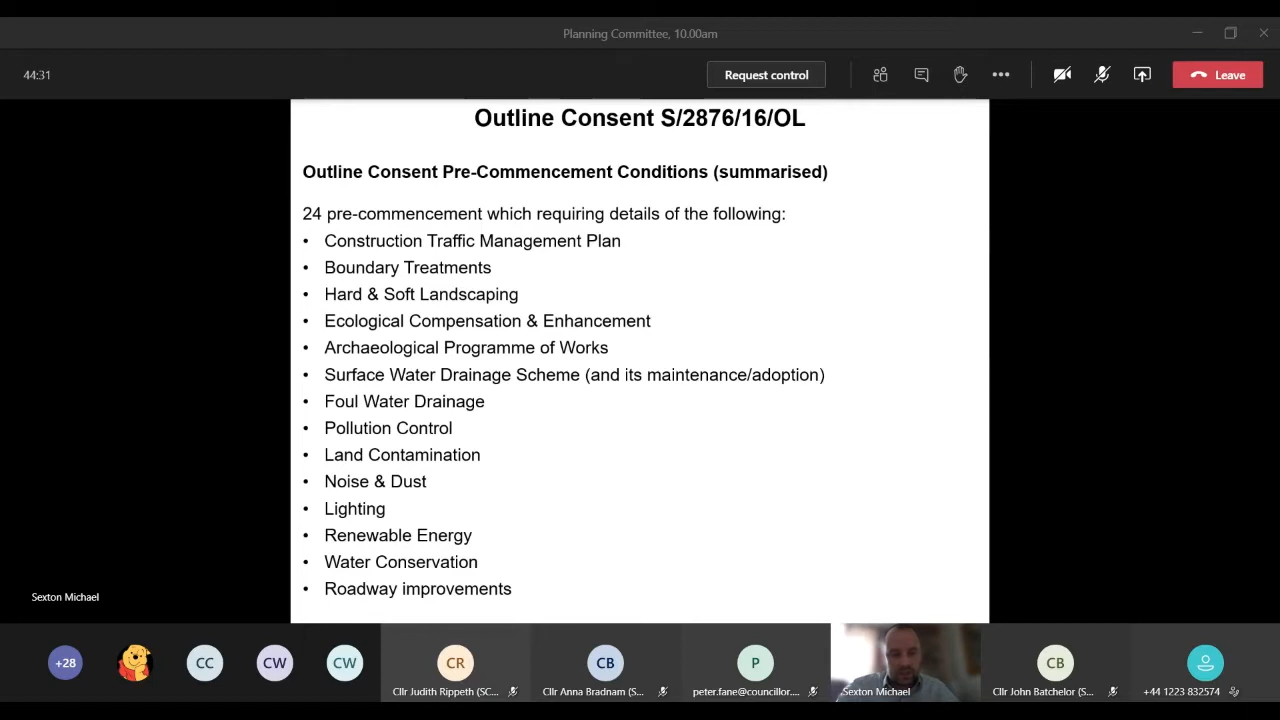 Planning Committee, 10.00am
44:31
Request control
Leave
Outline Consent S/2876/16/OL
Outline Consent Pre-Commencement Conditions (summarised)
24 pre-commencement which requiring details of the following:
• Construction Traffic Management Plan
• Boundary Treatments
• Hard & Soft Landscaping
• Ecological Compensation & Enhancement
• Archaeological Programme of Works
• Surface Water Drainage Scheme (and its maintenance/adoption)
• Foul Water Drainage
• Pollution Control
• Land Contamination
• Noise & Dust
• Lighting
• Renewable Energy
• Water Conservation
• Roadway improvements
Sexton Michael
+28
CC
CW
CW
CR
CB
P
CB
Cllr Judith Rippeth (SC...
Cllr Anna Bradnam (S...
peter.fane@councillor....
Sexton Michael
Cllr John Batchelor (S...
+44 1223 832574